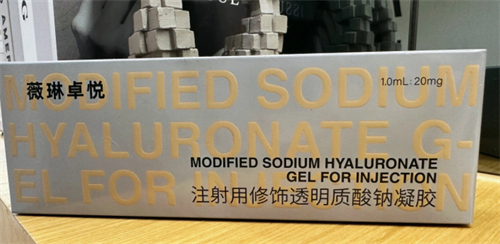 MODIFIED SODIUM
薇琳卓悦
1.0mL:20mg
HYALURONATE G-
EL FOR INJECTION
MODIFIED SODIUM HYALURONATE
GEL FOR INJECTION
注射用修饰透明质酸钠凝胶